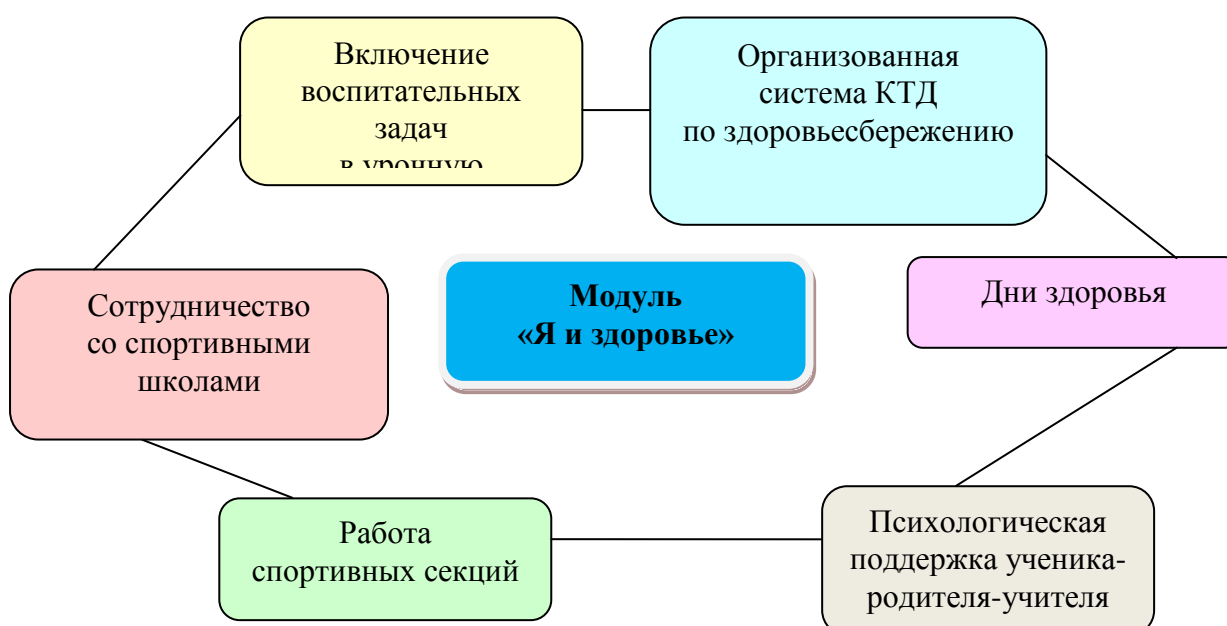 Включение
воспитательных
задач
в урочную
Организованная
система КТД
по здоровьесбережению
Сотрудничество
со спортивными
школами
Модуль
«Я и здоровье»
Дни здоровья
Работа
спортивных секций
Психологическая
поддержка ученика-
родителя-учителя